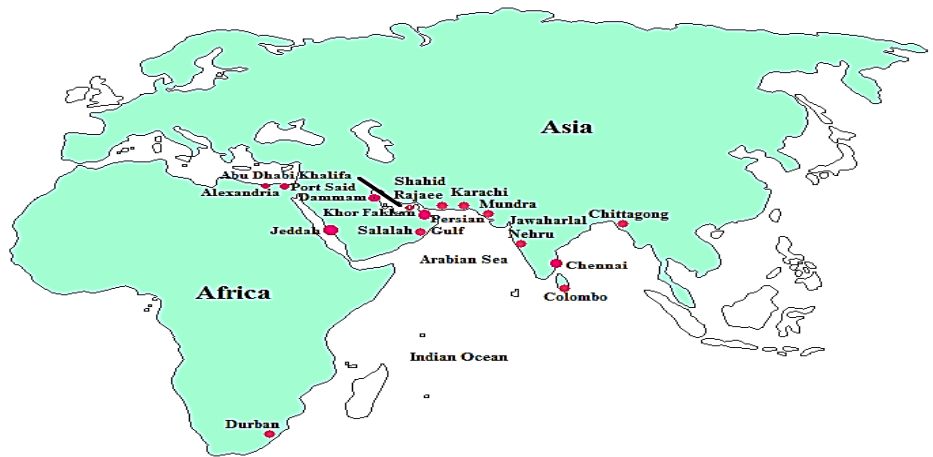 Asia
Abu Dhabi Khalifa
Shahid
Rajaee
Karachi
Alexandria
Port Said
Dammam
Mundra
Khor Fakkan
Persian
Gulf
Jawaharlal
Nehru
Chittagong
Jeddah
Salalah
Arabian Sea
Chennai
Africa
Colombo
Indian Ocean
Durban